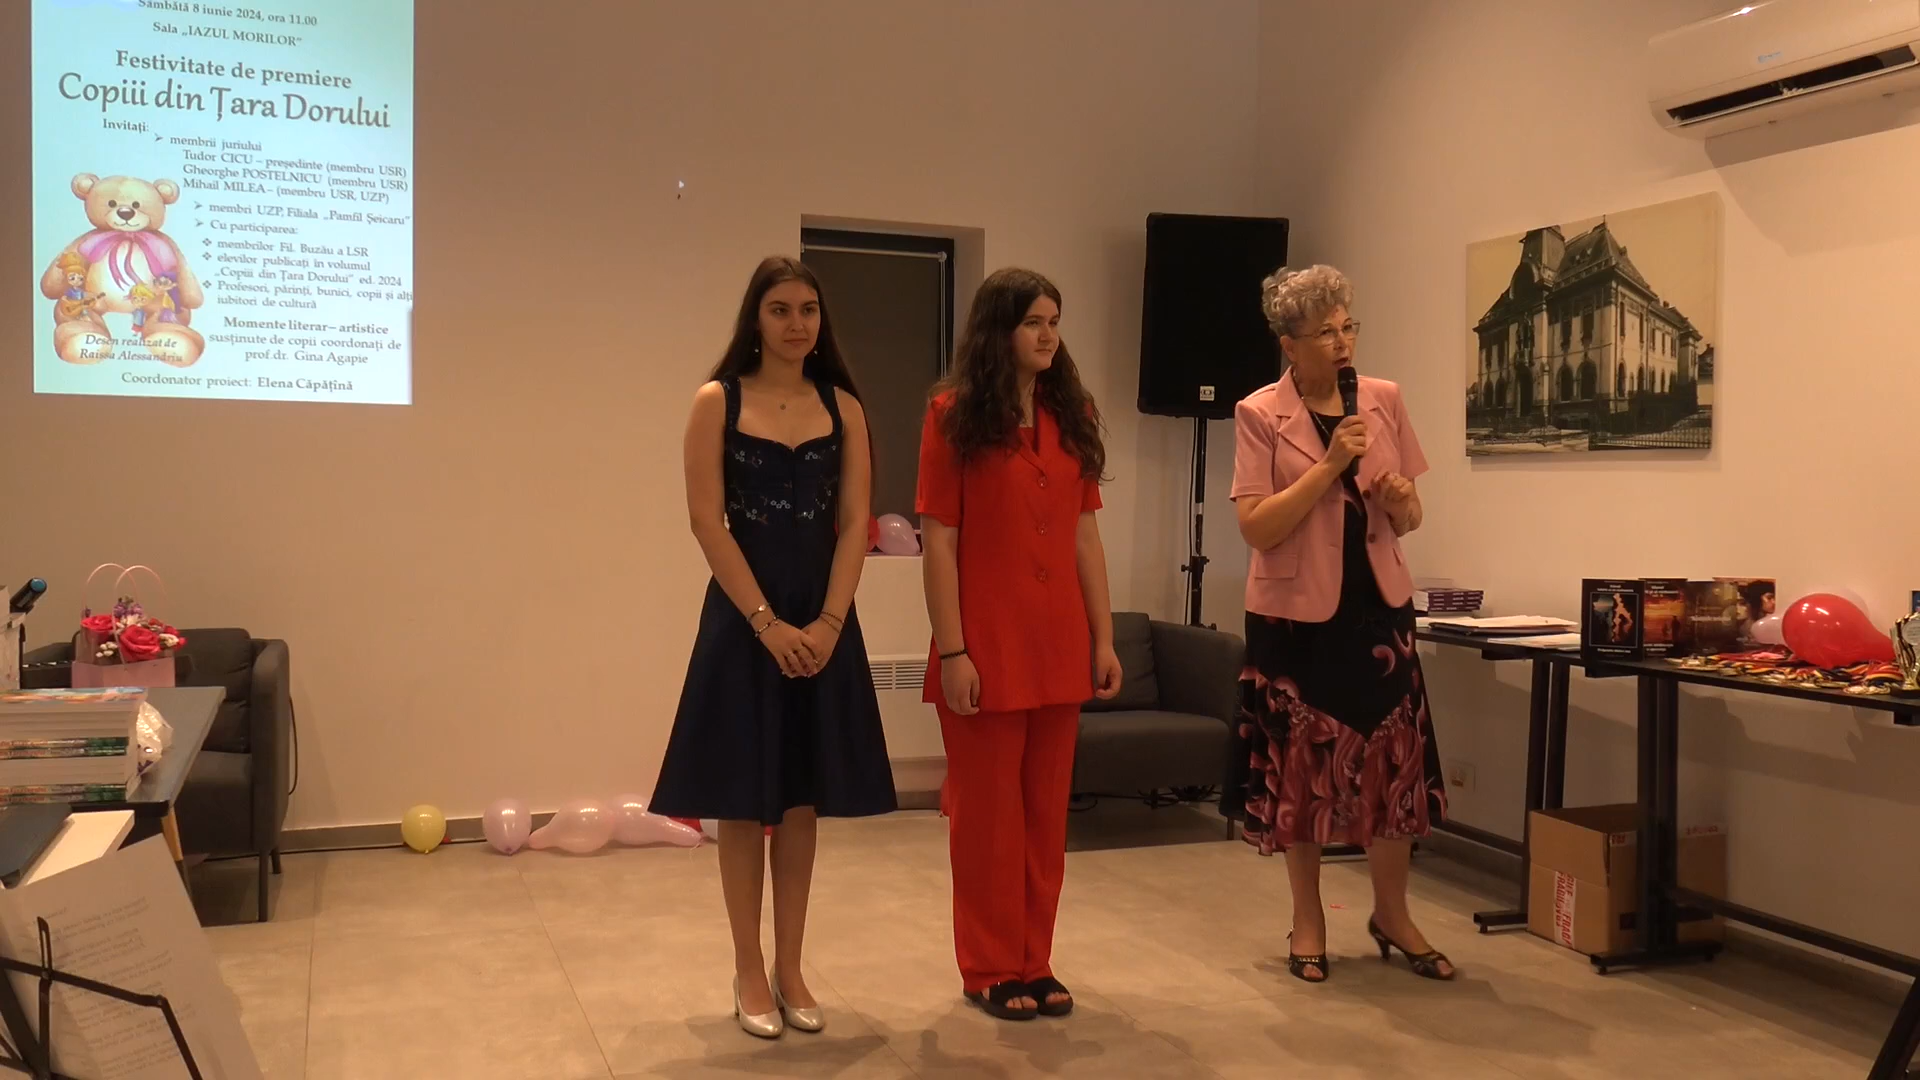 Sâmbătă 8 iunie 2024, ora 11.00
Sala „IAZUL MORILOR”
Festivitate de premiere
Copiii din Țara Dorului
Invitați:
➢ membrii juriului
Tudor CICU – președinte (membru USR)
Gheorghe POSTELNICU (membru USR)
Mihail MILEA – (membru USR, UZP)
➢ membri UZP, Filiala „Pamfil Șeicaru”
➢ Cu participarea:
❖ membrilor Fil. Buzău a LSR
❖ elevilor publicați în volumul
„Copiii din Țara Dorului” ed. 2024
❖ Profesori, părinți, bunici, copii și alți
iubitori de cultură
Momente literar– artistice
susținute de copii coordonați de
prof.dr. Gina Agapie
Desen realizat de
Raissa Alessandriu
Coordonator proiect: Elena Căpățînă